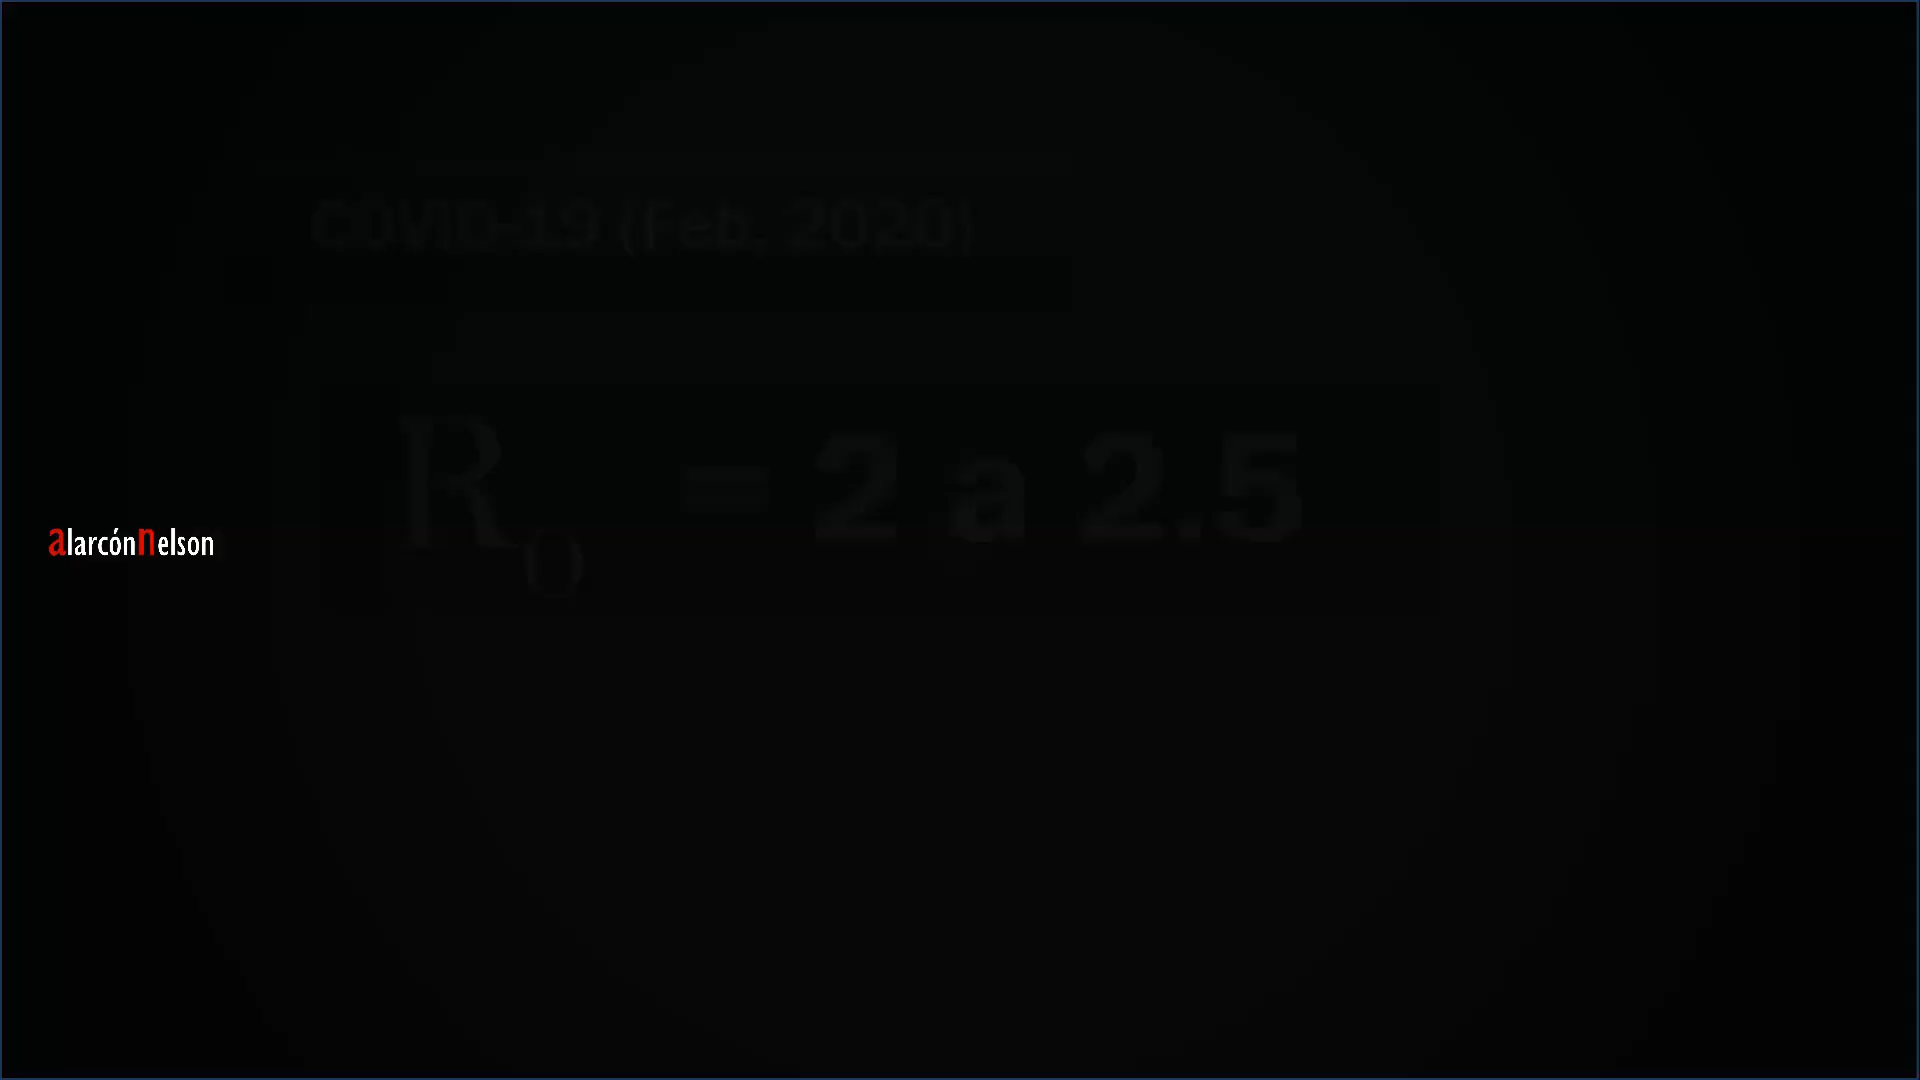 COVID-19 (Feb, 2020)
R0 = 2 a 2.5
alarcónnelson